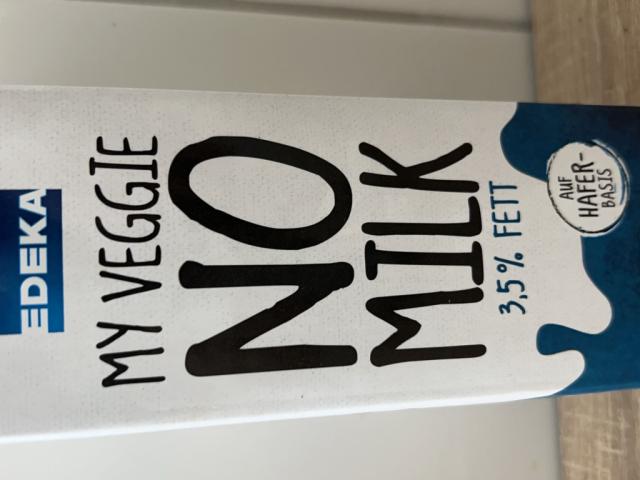 EDEKA
MY VEGGIE
NO
MILK
3,5% FETT
AUF
HAFER-
BASIS